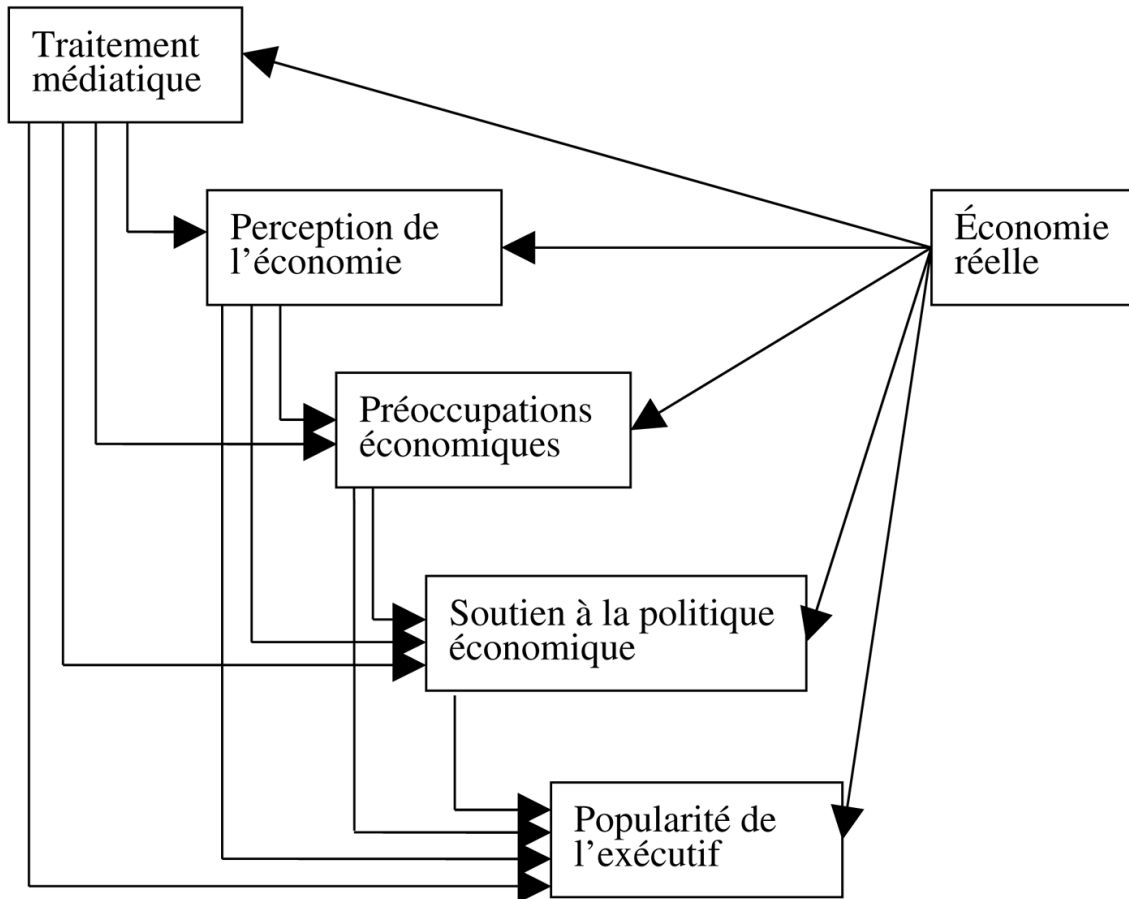 Traitement
médiatique
Perception de
l’économie
Économie
réelle
Préoccupations
économiques
Soutien à la politique
économique
Popularité de
l’exécutif